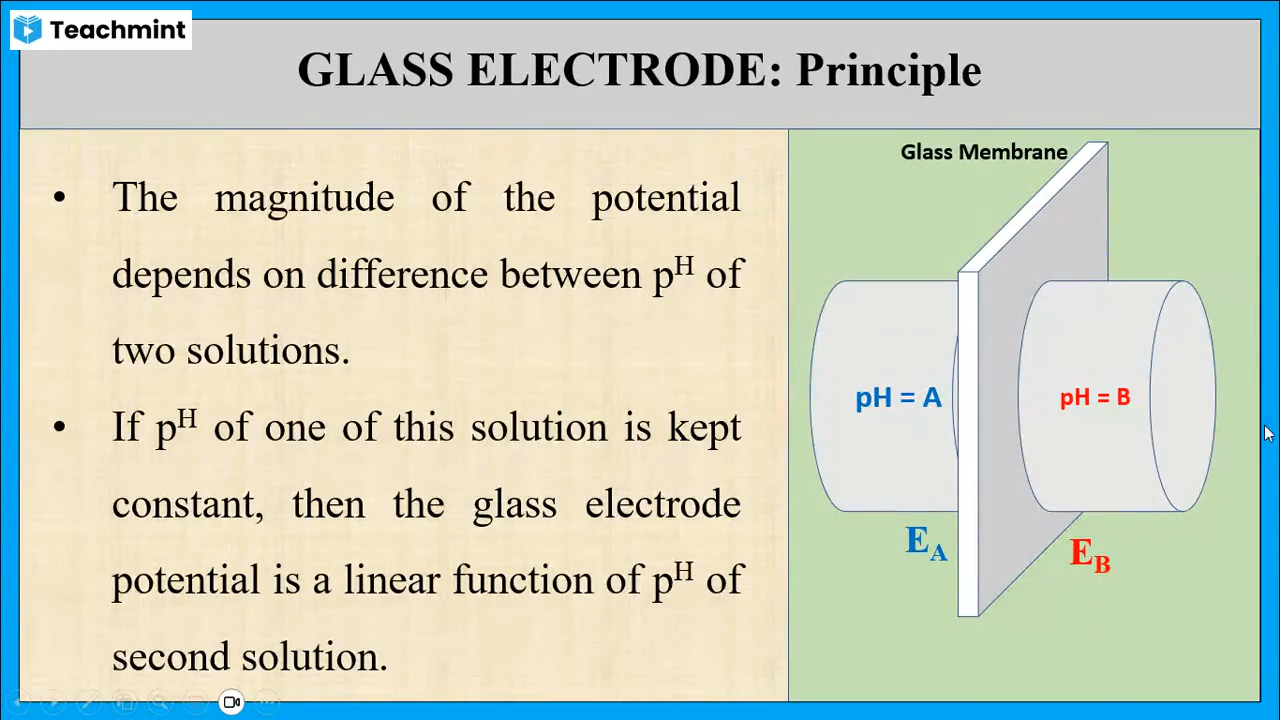 Teachmint
GLASS ELECTRODE: Principle
• The magnitude of the potential
depends on difference between pᴴ of
two solutions.
• If pᴴ of one of this solution is kept
constant, then the glass electrode
potential is a linear function of pᴴ of
second solution.
Glass Membrane
pH = A
pH = B
E_A
E_B